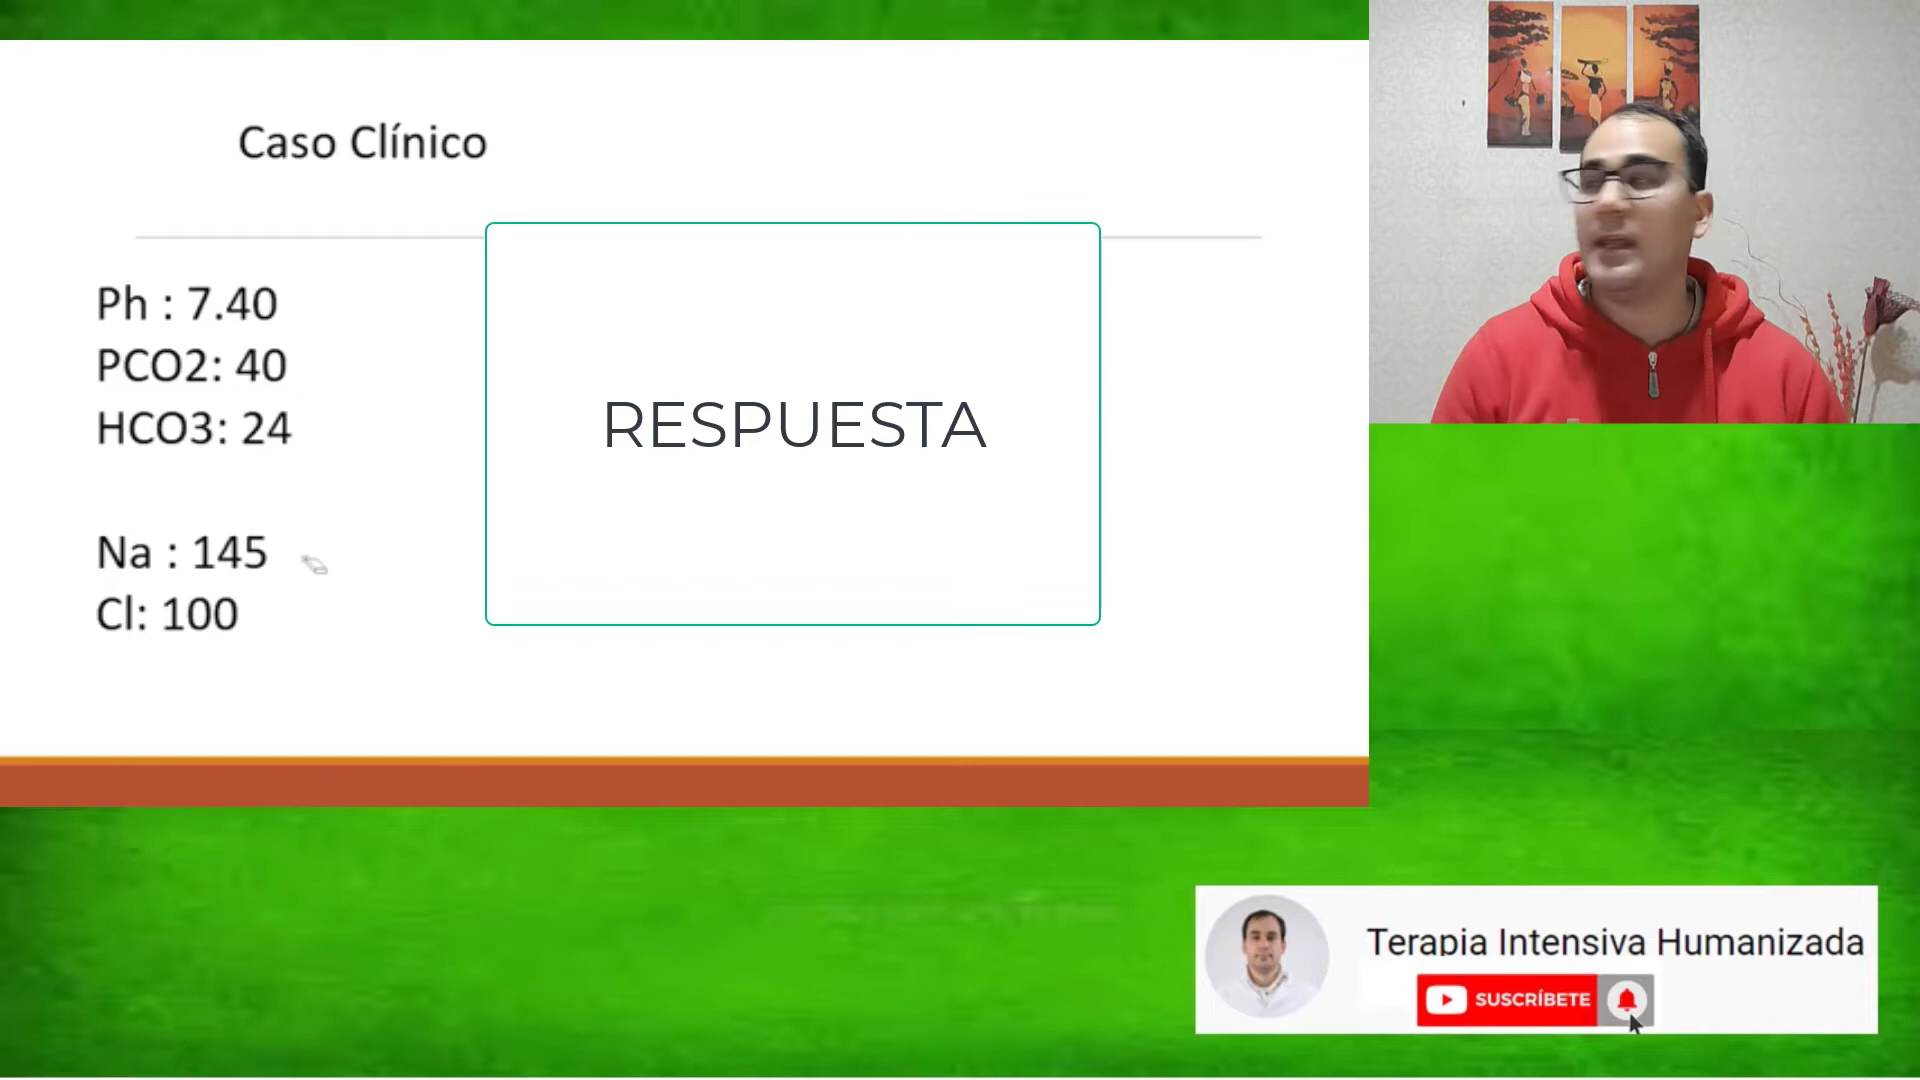 Caso Clínico
Ph : 7.40
PCO2: 40
HCO3: 24
Na : 145
Cl: 100
RESPUESTA
Terapia Intensiva Humanizada
SUSCRÍBETE